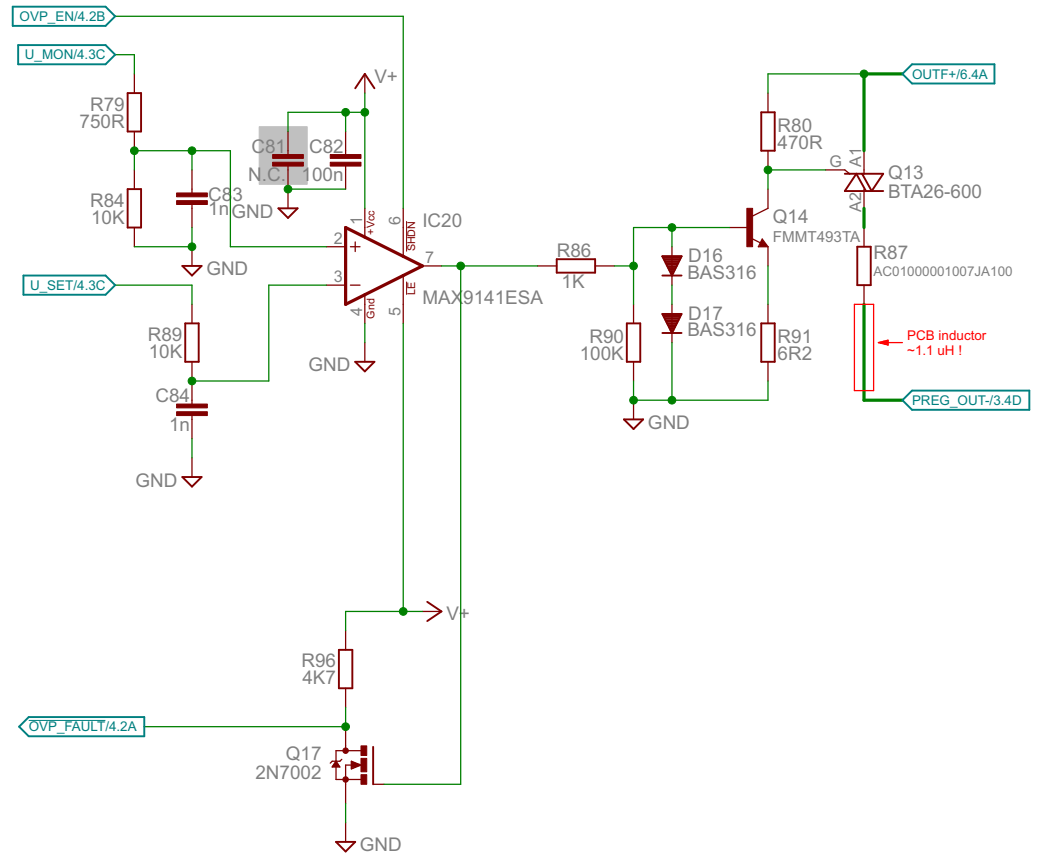 OVP_EN/4.2B
U_MON/4.3C
V+
OUTF+/6.4A
R79
750R
C81
N.C.
C82
100n
R80
470R
G
A1
A2
Q13
BTA26-600
R84
10K
C83
1n
GND
GND
1
+Vcc
6
SHDN
IC20
2
+
3
−
7
4
Gnd
5
LE
MAX9141ESA
GND
GND
U_SET/4.3C
R89
10K
C84
1n
GND
R86
1K
D16
BAS316
D17
BAS316
R90
100K
Q14
FMMT493TA
R91
6R2
GND
R87
AC01000001007JA100
PCB inductor
~1.1 uH !
PREG_OUT-/3.4D
V+
R96
4K7
OVP_FAULT/4.2A
Q17
2N7002
GND